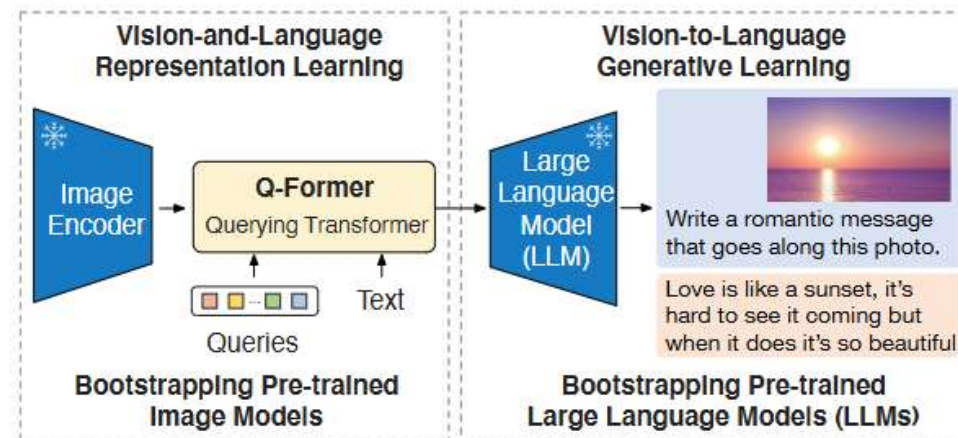 Vision-and-Language
Representation Learning
Image
Encoder
Q-Former
Querying Transformer
...
Queries
Text
Bootstrapping Pre-trained
Image Models
Vision-to-Language
Generative Learning
Large
Language
Model
(LLM)
Write a romantic message
that goes along this photo.
Love is like a sunset, it's
hard to see it coming but
when it does it's so beautiful
Bootstrapping Pre-trained
Large Language Models (LLMs)